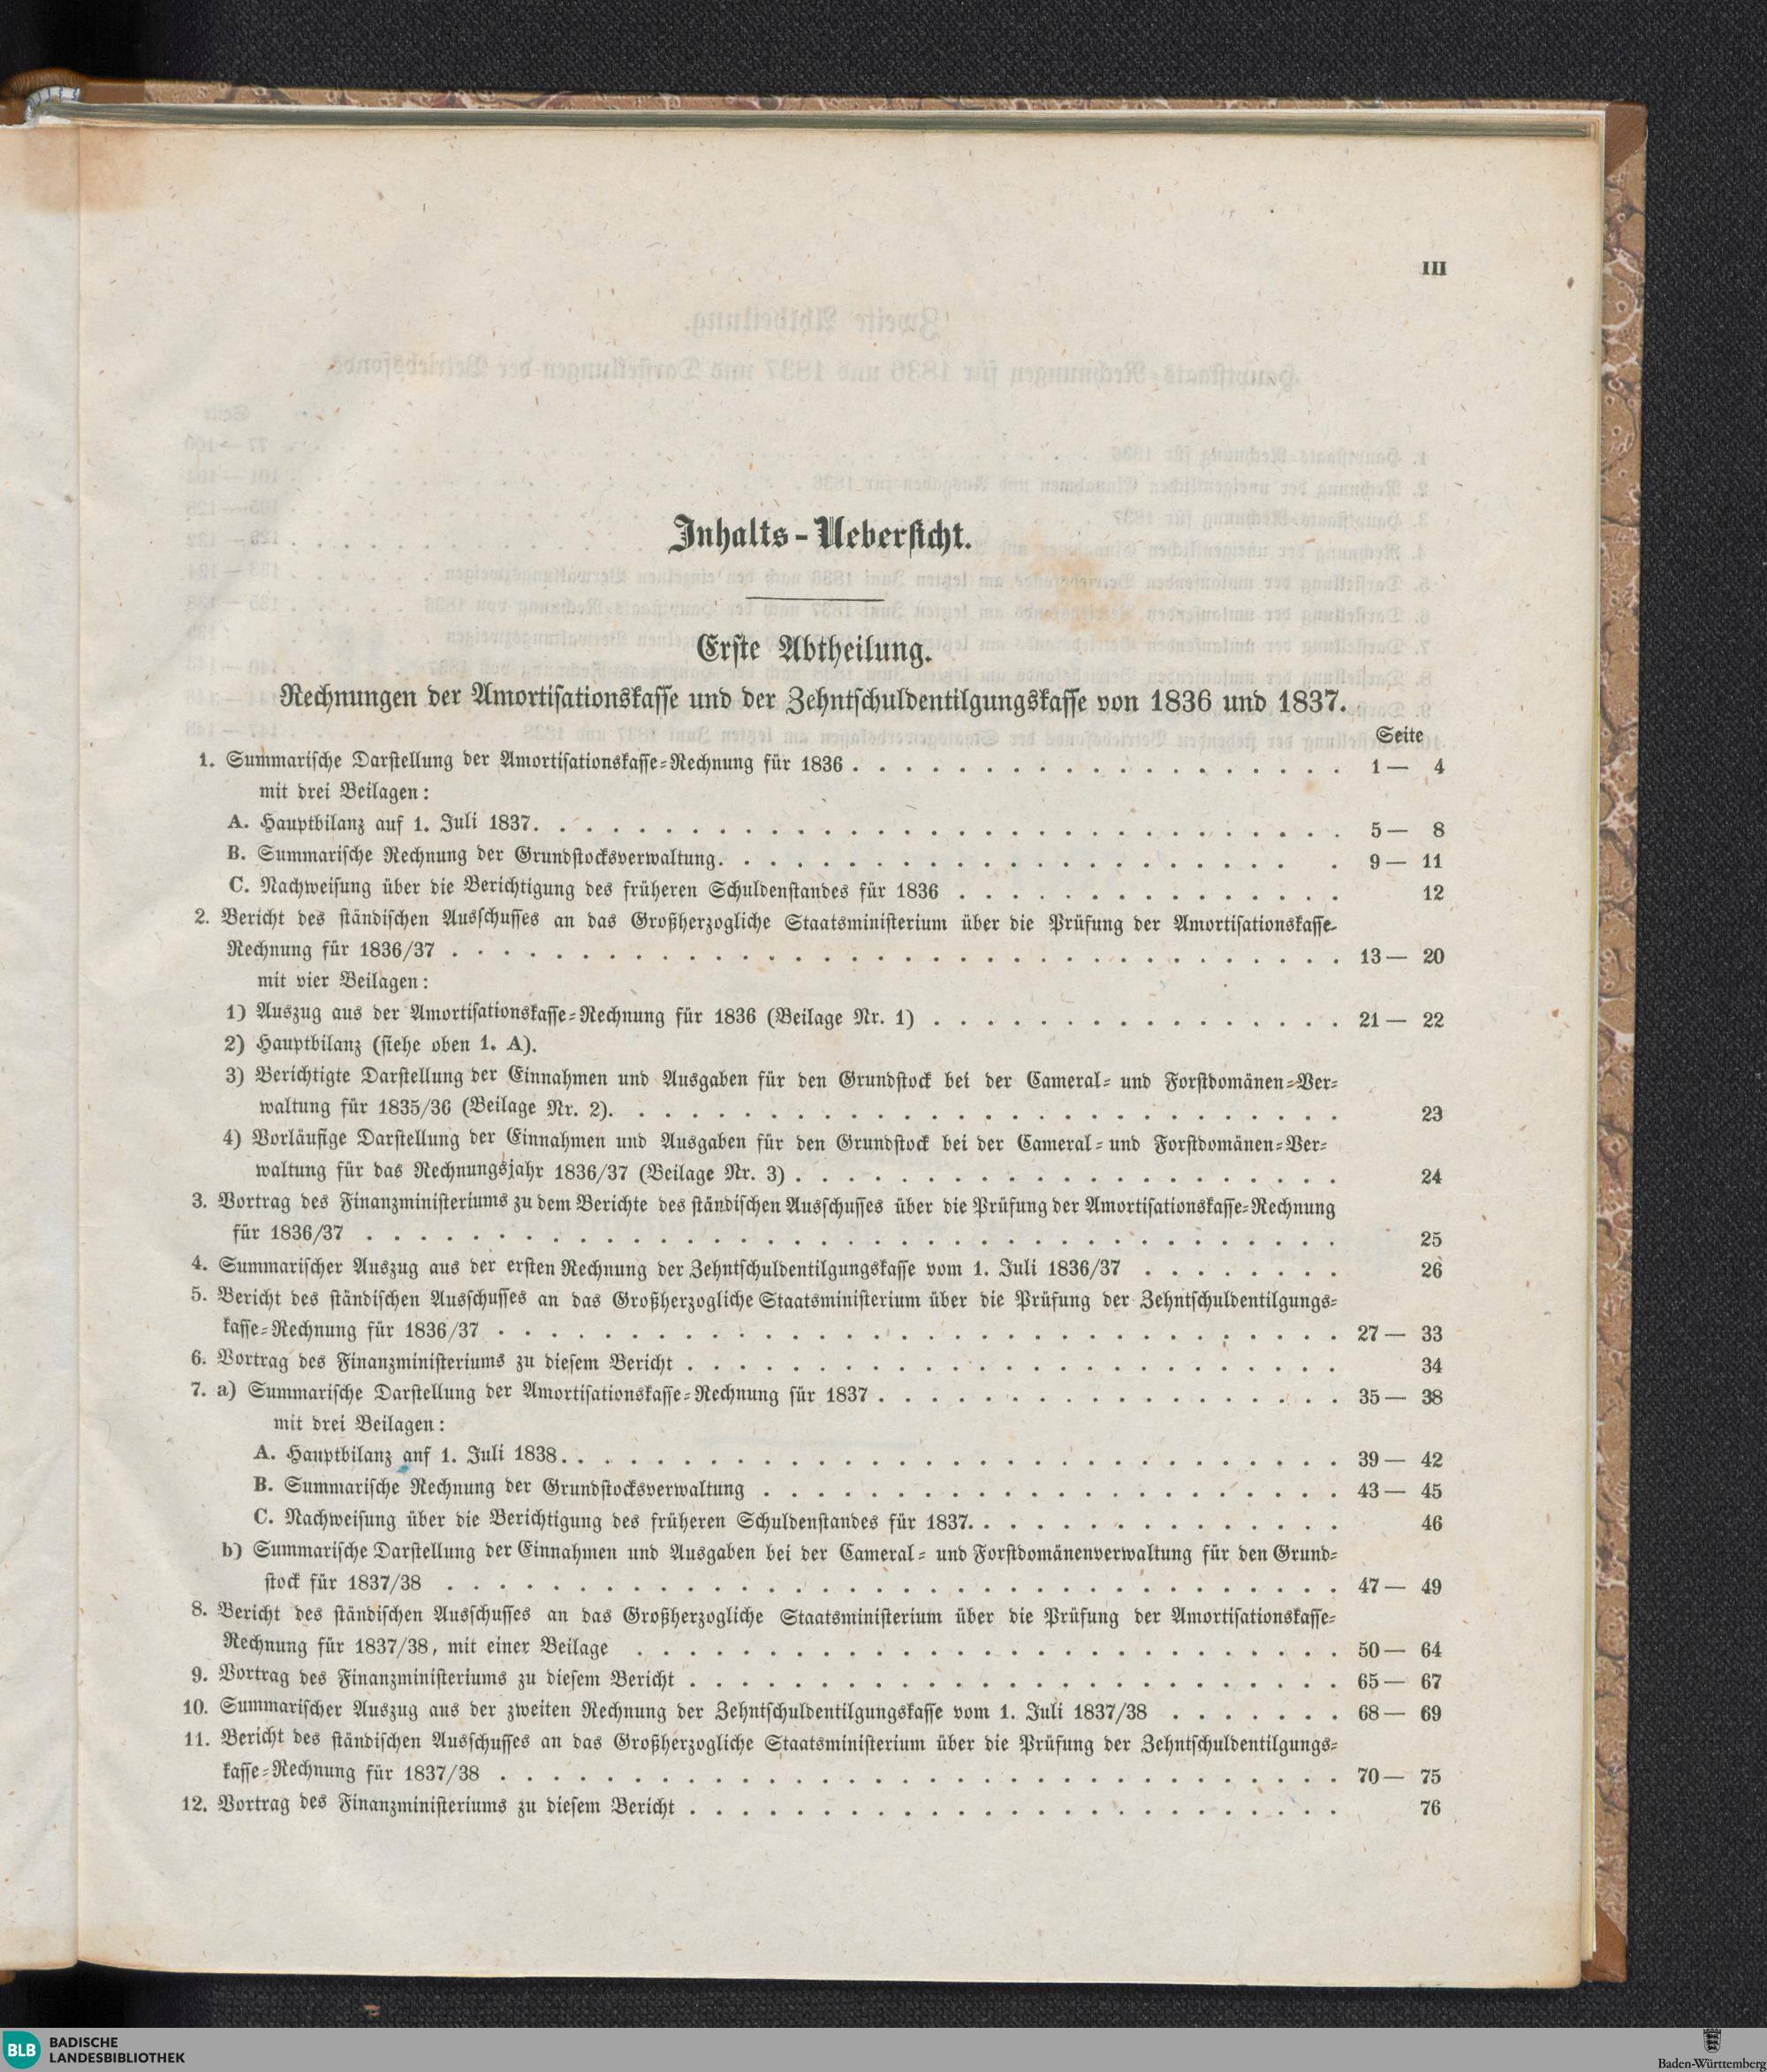 III
Inhalts-Uebersicht.
Erste Abtheilung.
Rechnungen der Amortisationskasse und der Zehntschuldentilgungskasse von 1836 und 1837.
Seite
1. Summarische Darstellung der Amortisationskasse-Rechnung für 1836 . . . . . . . . . . . . . . . . . . . 1— 4
mit drei Beilagen:
A. Hauptbilanz auf 1. Juli 1837. . . . . . . . . . . . . . . . . . . . . . . . . . . . . . . 5— 8
B. Summarische Rechnung der Grundstocksverwaltung. . . . . . . . . . . . . . . . . . . . . . . . 9— 11
C. Nachweisung über die Berichtigung des früheren Schuldenstandes für 1836 . . . . . . . . . . . . . . . 12
2. Bericht des ständischen Ausschusses an das Großherzogliche Staatsministerium über die Prüfung der Amortisationskasse-
Rechnung für 1836/37 . . . . . . . . . . . . . . . . . . . . . . . . . . . . . . . . . . 13— 20
mit vier Beilagen:
1) Auszug aus der Amortisationskasse-Rechnung für 1836 (Beilage Nr. 1) . . . . . . . . . . . . . . . . 21— 22
2) Hauptbilanz (siehe oben 1. A).
3) Berichtigte Darstellung der Einnahmen und Ausgaben für den Grundstock bei der Cameral- und Forstdomänen-Ver-
waltung für 1835/36 (Beilage Nr. 2). . . . . . . . . . . . . . . . . . . . . . . . . . . . 23
4) Vorläufige Darstellung der Einnahmen und Ausgaben für den Grundstock bei der Cameral- und Forstdomänen-Ver-
waltung für das Rechnungsjahr 1836/37 (Beilage Nr. 3) . . . . . . . . . . . . . . . . . . . . . 24
3. Vortrag des Finanzministeriums zu dem Berichte des ständischen Ausschusses über die Prüfung der Amortisationskasse-Rechnung
für 1836/37 . . . . . . . . . . . . . . . . . . . . . . . . . . . . . . . . . . . . . 25
4. Summarischer Auszug aus der ersten Rechnung der Zehntschuldentilgungskasse vom 1. Juli 1836/37 . . . . . . . . 26
5. Bericht des ständischen Ausschusses an das Großherzogliche Staatsministerium über die Prüfung der Zehntschuldentilgungs-
kasse-Rechnung für 1836/37 . . . . . . . . . . . . . . . . . . . . . . . . . . . . . . . . 27— 33
6. Vortrag des Finanzministeriums zu diesem Bericht . . . . . . . . . . . . . . . . . . . . . . . . . 34
7. a) Summarische Darstellung der Amortisationskasse-Rechnung für 1837 . . . . . . . . . . . . . . . . . . 35— 38
mit drei Beilagen:
A. Hauptbilanz anf 1. Juli 1838. . . . . . . . . . . . . . . . . . . . . . . . . . . . . . 39— 42
B. Summarische Rechnung der Grundstocksverwaltung . . . . . . . . . . . . . . . . . . . . . . 43— 45
C. Nachweisung über die Berichtigung des früheren Schuldenstandes für 1837. . . . . . . . . . . . . . . 46
b) Summarische Darstellung der Einnahmen und Ausgaben bei der Cameral- und Forstdomänenverwaltung für den Grund-
stock für 1837/38 . . . . . . . . . . . . . . . . . . . . . . . . . . . . . . . . . . 47— 49
8. Bericht des ständischen Ausschusses an das Großherzogliche Staatsministerium über die Prüfung der Amortisationskasse-
Rechnung für 1837/38, mit einer Beilage . . . . . . . . . . . . . . . . . . . . . . . . . . . 50— 64
9. Vortrag des Finanzministeriums zu diesem Bericht . . . . . . . . . . . . . . . . . . . . . . . . . 65— 67
10. Summarischer Auszug aus der zweiten Rechnung der Zehntschuldentilgungskasse vom 1. Juli 1837/38 . . . . . . . 68— 69
11. Bericht des ständischen Ausschusses an das Großherzogliche Staatsministerium über die Prüfung der Zehntschuldentilgungs-
kasse-Rechnung für 1837/38 . . . . . . . . . . . . . . . . . . . . . . . . . . . . . . . . 70— 75
12. Vortrag des Finanzministeriums zu diesem Bericht . . . . . . . . . . . . . . . . . . . . . . . . . 76
BLB BADISCHE
LANDESBIBLIOTHEK
Baden-Württemberg